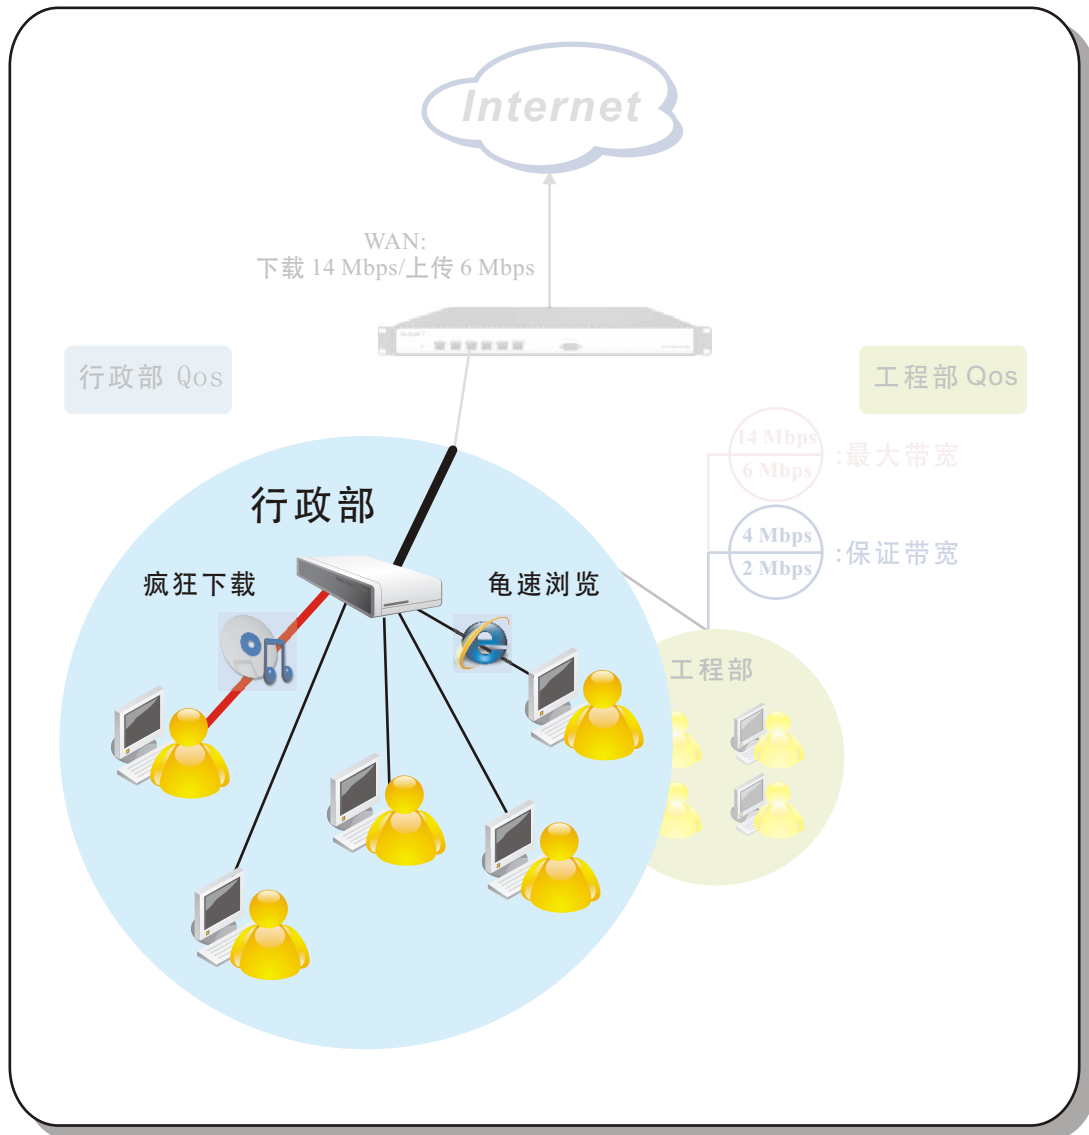 Internet
WAN:
下载 14 Mbps/上传 6 Mbps
行政部 Qos
工程部 Qos
14 Mbps
6 Mbps
:最大带宽
4 Mbps
2 Mbps
:保证带宽
行政部
疯狂下载
龟速浏览
工程部